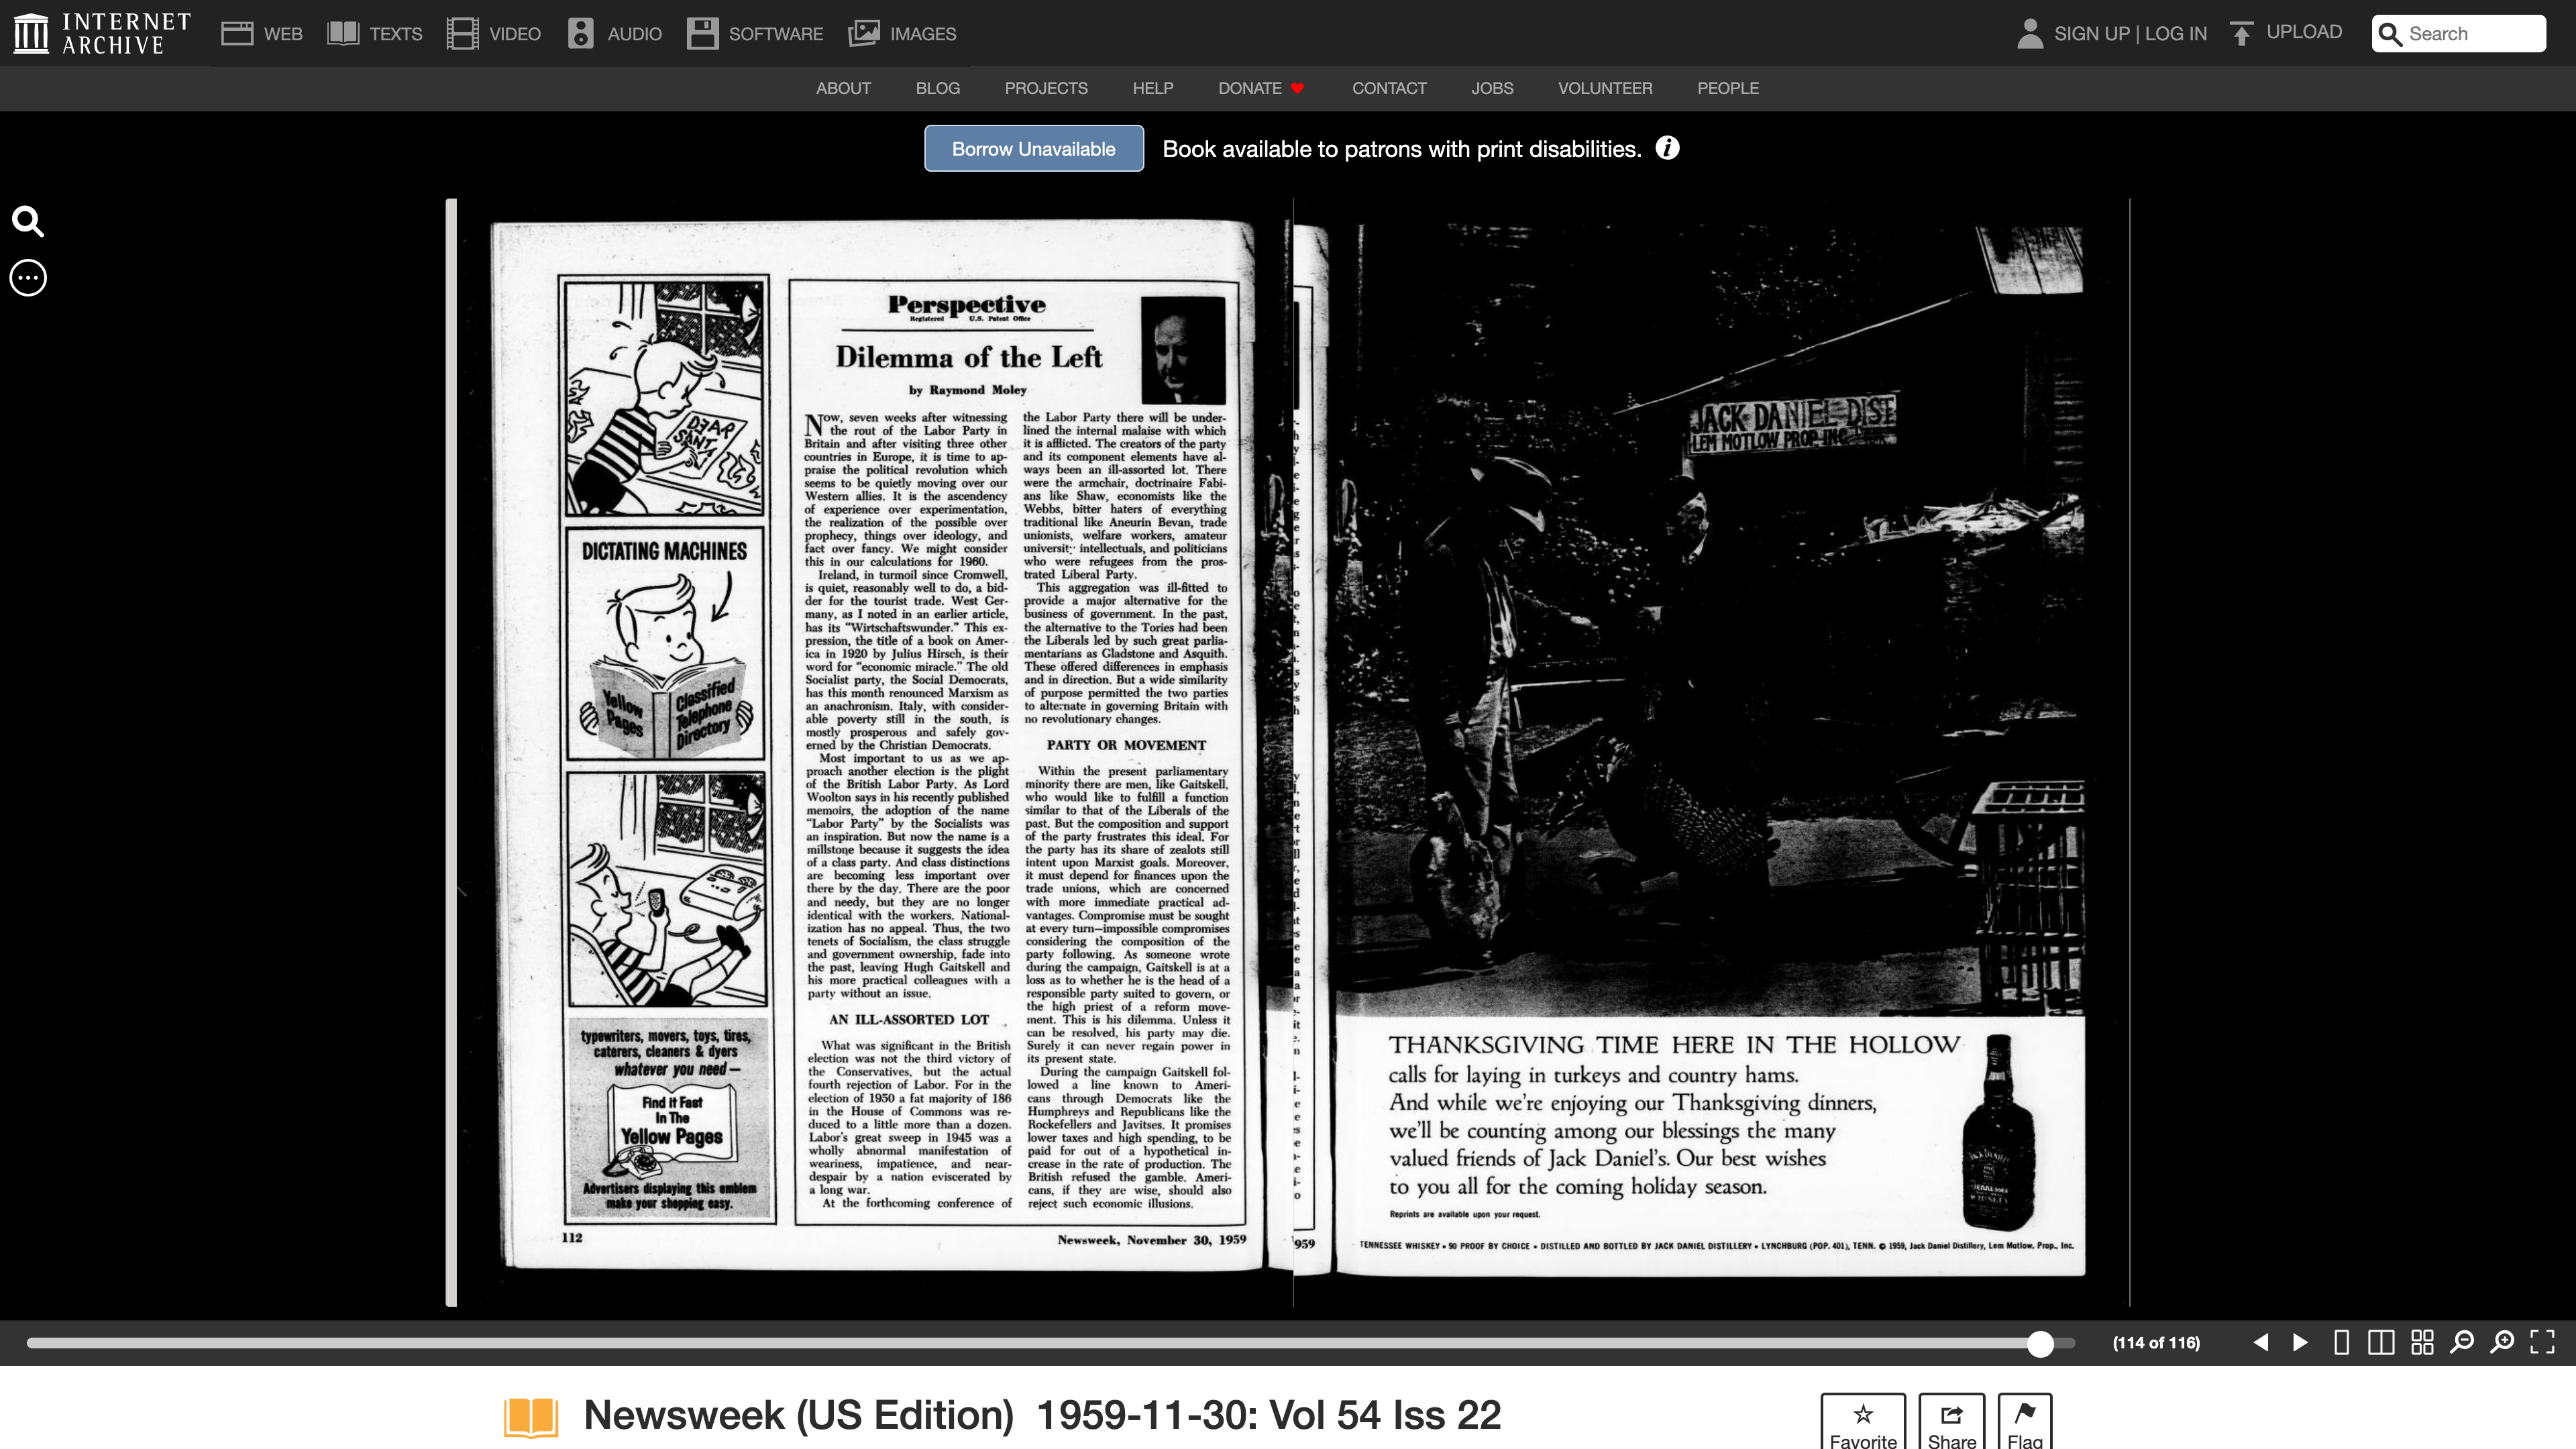 INTERNET ARCHIVE
WEB
TEXTS
VIDEO
AUDIO
SOFTWARE
IMAGES
SIGN UP | LOG IN
UPLOAD
Search
ABOUT
BLOG
PROJECTS
HELP
DONATE
CONTACT
JOBS
VOLUNTEER
PEOPLE
Borrow Unavailable
Book available to patrons with print disabilities.
DEAR
SANTA
DICTATING MACHINES
Yellow
Pages
Classified
Telephone
Directory
typewriters, movers, toys, tires,
caterers, cleaners & dyers
whatever you need—
Find it Fast
In The
Yellow Pages
Advertisers displaying this emblem
make your shopping easy.
112
Perspective
Registered U.S. Patent Office
Dilemma of the Left
by Raymond Moley
Now, seven weeks after witnessing
the rout of the Labor Party in
Britain and after visiting three other
countries in Europe, it is time to ap-
praise the political revolution which
seems to be quietly moving over our
Western allies. It is the ascendency
of experience over experimentation,
the realization of the possible over
prophecy, things over ideology, and
fact over fancy. We might consider
this in our calculations for 1960.
Ireland, in turmoil since Cromwell,
is quiet, reasonably well to do, a bid-
der for the tourist trade. West Ger-
many, as I noted in an earlier article,
has its "Wirtschaftswunder." This ex-
pression, the title of a book on Amer-
ica in 1920 by Julius Hirsch, is their
word for "economic miracle." The old
Socialist party, the Social Democrats,
has this month renounced Marxism as
an anachronism. Italy, with consider-
able poverty still in the south, is
mostly prosperous and safely gov-
erned by the Christian Democrats.
Most important to us as we ap-
proach another election is the plight
of the British Labor Party. As Lord
Woolton says in his recently published
memoirs, the adoption of the name
"Labor Party" by the Socialists was
an inspiration. But now the name is a
millstone because it suggests the idea
of a class party. And class distinctions
are becoming less important over
there by the day. There are the poor
and needy, but they are no longer
identical with the workers. National-
ization has no appeal. Thus, the two
tenets of Socialism, the class struggle
and government ownership, fade into
the past, leaving Hugh Gaitskell and
his more practical colleagues with a
party without an issue.
AN ILL-ASSORTED LOT
What was significant in the British
election was not the third victory of
the Conservatives, but the actual
fourth rejection of Labor. For in the
election of 1950 a fat majority of 186
in the House of Commons was re-
duced to a little more than a dozen.
Labor's great sweep in 1945 was a
wholly abnormal manifestation of
weariness, impatience, and near-
despair by a nation eviscerated by
a long war.
At the forthcoming conference of
the Labor Party there will be under-
lined the internal malaise with which
it is afflicted. The creators of the party
and its component elements have al-
ways been an ill-assorted lot. There
were the armchair, doctrinaire Fabi-
ans like Shaw, economists like the
Webbs, bitter haters of everything
traditional like Aneurin Bevan, trade
unionists, welfare workers, amateur
university intellectuals, and politicians
who were refugees from the pros-
trated Liberal Party.
This aggregation was ill-fitted to
provide a major alternative for the
business of government. In the past,
the alternative to the Tories had been
the Liberals led by such great parlia-
mentarians as Gladstone and Asquith.
These offered differences in emphasis
and in direction. But a wide similarity
of purpose permitted the two parties
to alternate in governing Britain with
no revolutionary changes.
PARTY OR MOVEMENT
Within the present parliamentary
minority there are men, like Gaitskell,
who would like to fulfill a function
similar to that of the Liberals of the
past. But the composition and support
of the party frustrates this ideal. For
the party has its share of zealots still
intent upon Marxist goals. Moreover,
it must depend for finances upon the
trade unions, which are concerned
with more immediate practical ad-
vantages. Compromise must be sought
at every turn—impossible compromises
considering the composition of the
party following. As someone wrote
during the campaign, Gaitskell is at a
loss as to whether he is the head of a
responsible party suited to govern, or
the high priest of a reform move-
ment. This is his dilemma. Unless it
can be resolved, his party may die.
Surely it can never regain power in
its present state.
During the campaign Gaitskell fol-
lowed a line known to Ameri-
cans through Democrats like the
Humphreys and Republicans like the
Rockefellers and Javitses. It promises
lower taxes and high spending, to be
paid for out of a hypothetical in-
crease in the rate of production. The
British refused the gamble. Ameri-
cans, if they are wise, should also
reject such economic illusions.
Newsweek, November 30, 1959
959
JACK DANIEL DIST
LEM MOTLOW PROP INC
THANKSGIVING TIME HERE IN THE HOLLOW
calls for laying in turkeys and country hams.
And while we're enjoying our Thanksgiving dinners,
we'll be counting among our blessings the many
valued friends of Jack Daniel's. Our best wishes
to you all for the coming holiday season.
Reprints are available upon your request.
TENNESSEE WHISKEY • 90 PROOF BY CHOICE • DISTILLED AND BOTTLED BY JACK DANIEL DISTILLERY • LYNCHBURG (POP. 401), TENN. © 1959, Jack Daniel Distillery, Lem Motlow, Prop., Inc.
(114 of 116)
Newsweek (US Edition) 1959-11-30: Vol 54 Iss 22
Favorite
Share
Flag